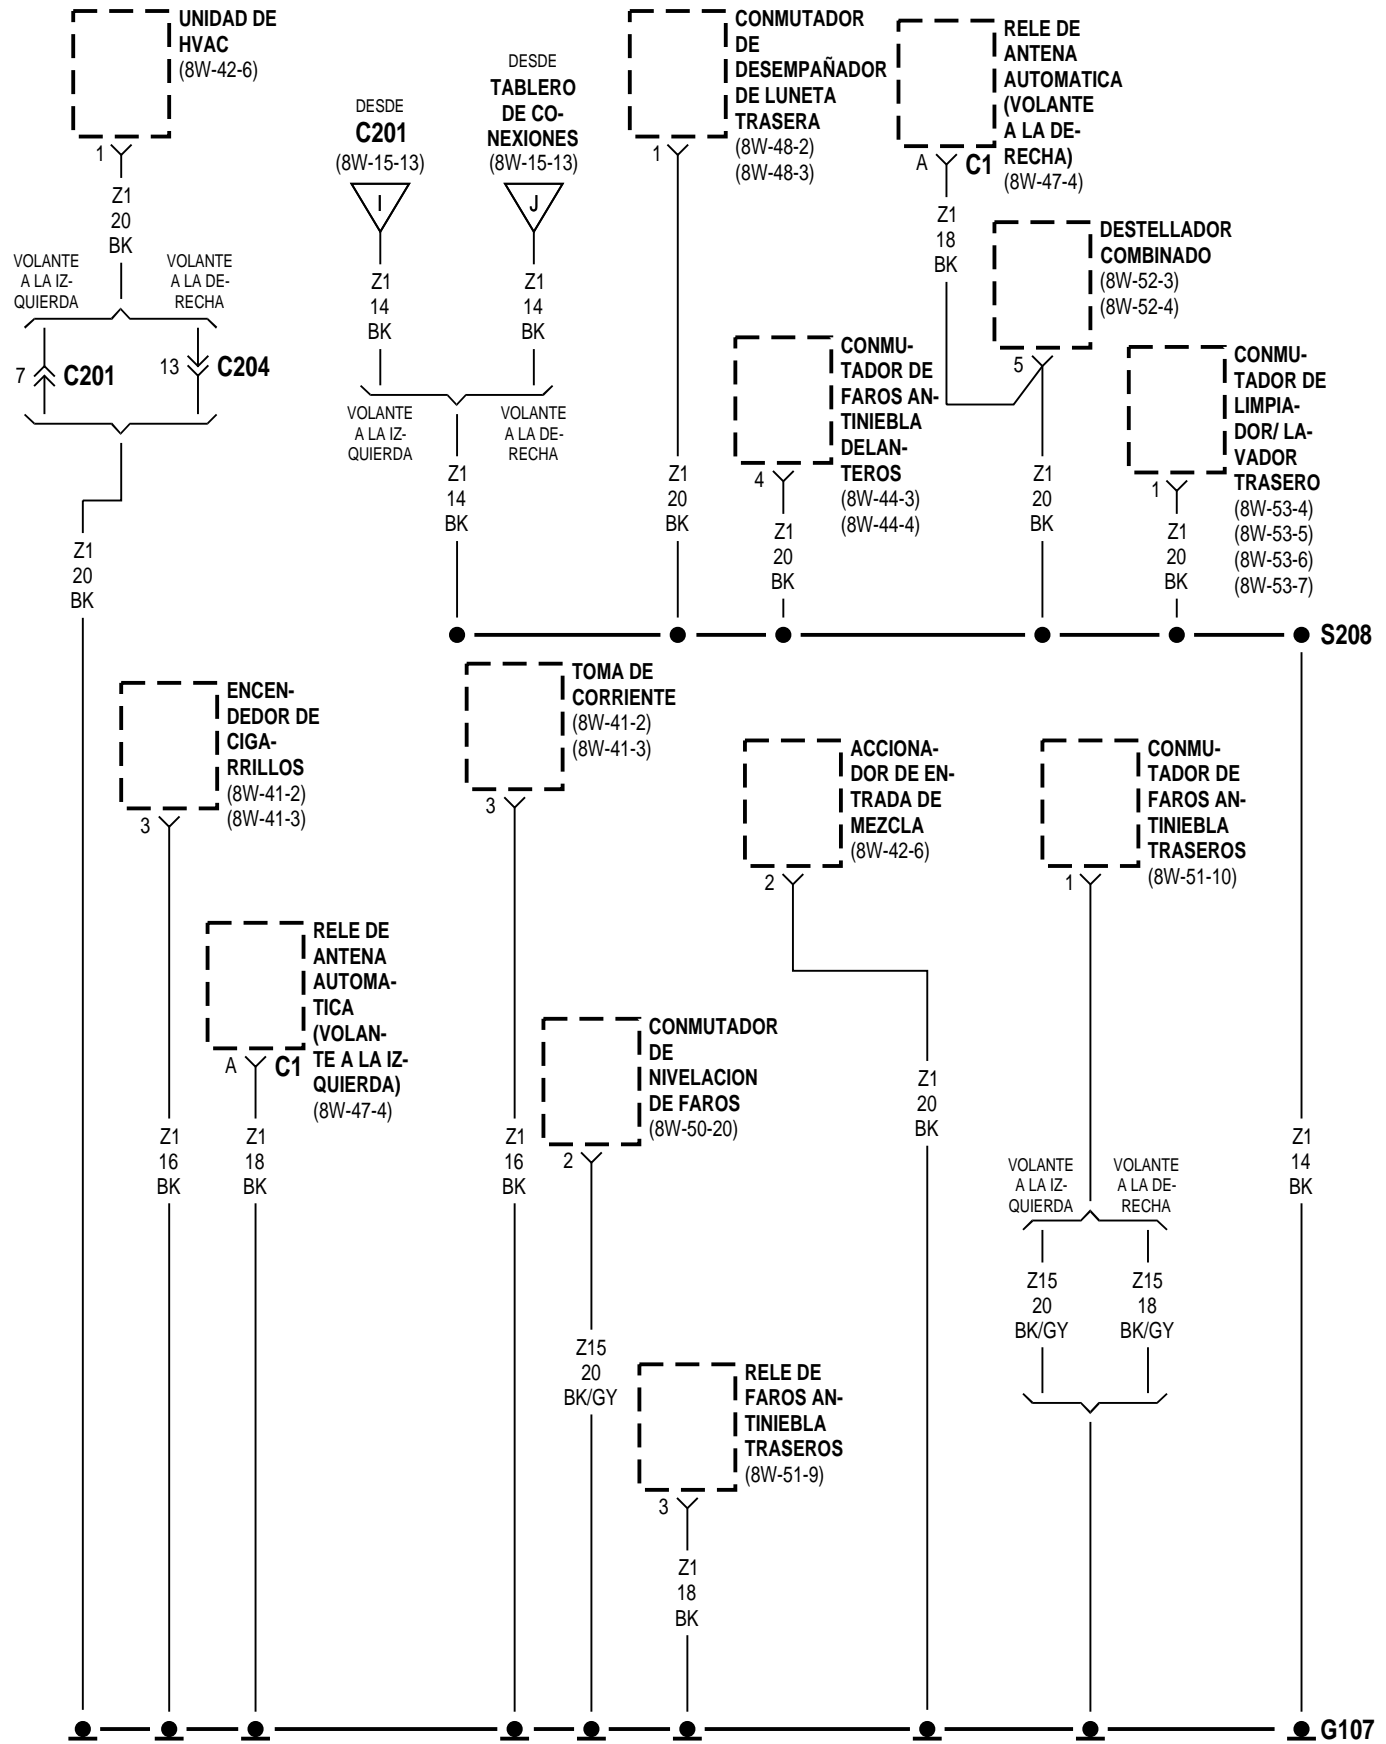 UNIDAD DE
HVAC
(8W-42-6)
1
Z1
20
BK
VOLANTE
A LA IZ-
QUIERDA
VOLANTE
A LA DE-
RECHA
7
C201
13
C204
Z1
20
BK
DESDE
C201
(8W-15-13)
I
Z1
14
BK
DESDE
TABLERO
DE CO-
NEXIONES
(8W-15-13)
J
Z1
14
BK
VOLANTE
A LA IZ-
QUIERDA
VOLANTE
A LA DE-
RECHA
Z1
14
BK
CONMUTADOR
DE
DESEMPAÑADOR
DE LUNETA
TRASERA
(8W-48-2)
(8W-48-3)
1
Z1
20
BK
RELE DE
ANTENA
AUTOMATICA
(VOLANTE
A LA DE-
RECHA)
(8W-47-4)
A
C1
Z1
18
BK
DESTELLADOR
COMBINADO
(8W-52-3)
(8W-52-4)
5
Z1
20
BK
CONMU-
TADOR DE
FAROS AN-
TINIEBLA
DELAN-
TEROS
(8W-44-3)
(8W-44-4)
4
Z1
20
BK
CONMU-
TADOR DE
LIMPIA-
DOR/ LA-
VADOR
TRASERO
(8W-53-4)
(8W-53-5)
(8W-53-6)
(8W-53-7)
1
Z1
20
BK
S208
ENCEN-
DEDOR DE
CIGA-
RRILLOS
(8W-41-2)
(8W-41-3)
3
Z1
16
BK
RELE DE
ANTENA
AUTOMA-
TICA
(VOLAN-
TE A LA IZ-
QUIERDA)
(8W-47-4)
A
C1
Z1
18
BK
TOMA DE
CORRIENTE
(8W-41-2)
(8W-41-3)
3
Z1
16
BK
CONMUTADOR
DE
NIVELACION
DE FAROS
(8W-50-20)
2
Z15
20
BK/GY
RELE DE
FAROS AN-
TINIEBLA
TRASEROS
(8W-51-9)
3
Z1
18
BK
ACCIONA-
DOR DE EN-
TRADA DE
MEZCLA
(8W-42-6)
2
Z1
20
BK
CONMU-
TADOR DE
FAROS AN-
TINIEBLA
TRASEROS
(8W-51-10)
1
VOLANTE
A LA IZ-
QUIERDA
VOLANTE
A LA DE-
RECHA
Z15
20
BK/GY
Z15
18
BK/GY
Z1
14
BK
G107